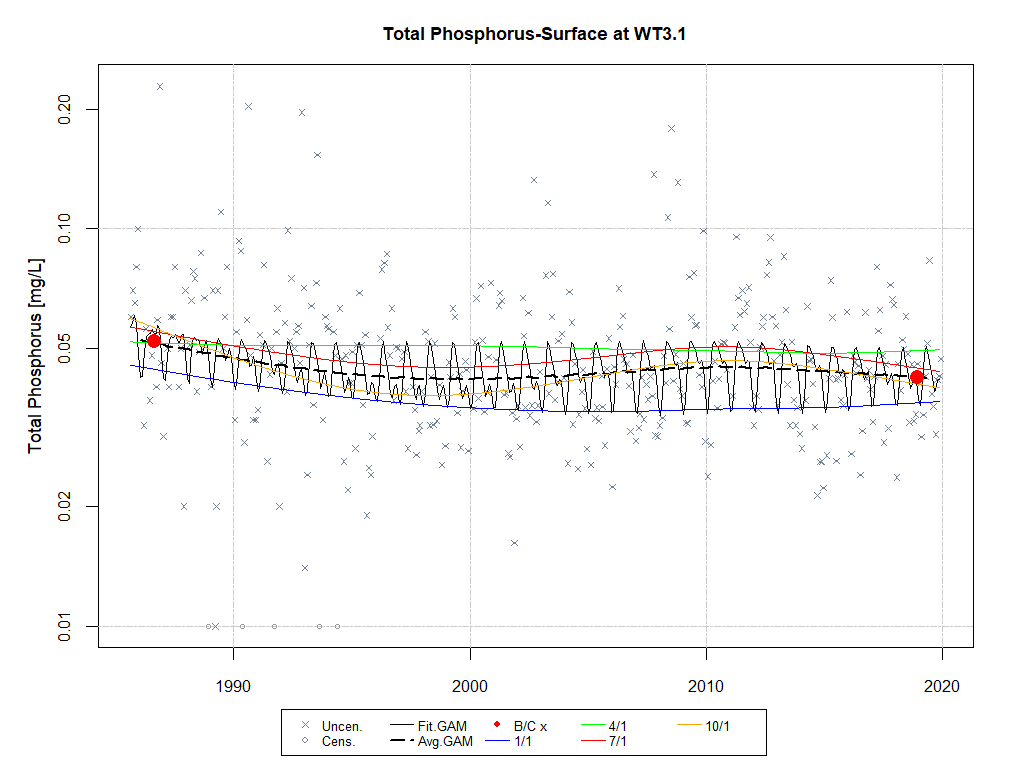 Total Phosphorus-Surface at WT3.1
Total Phosphorus [mg/L]
0.20
0.10
0.05
0.02
0.01
1990 2000 2010 2020
Uncen. Fit.GAM B/C x 4/1 10/1
Cens. Avg.GAM 1/1 7/1